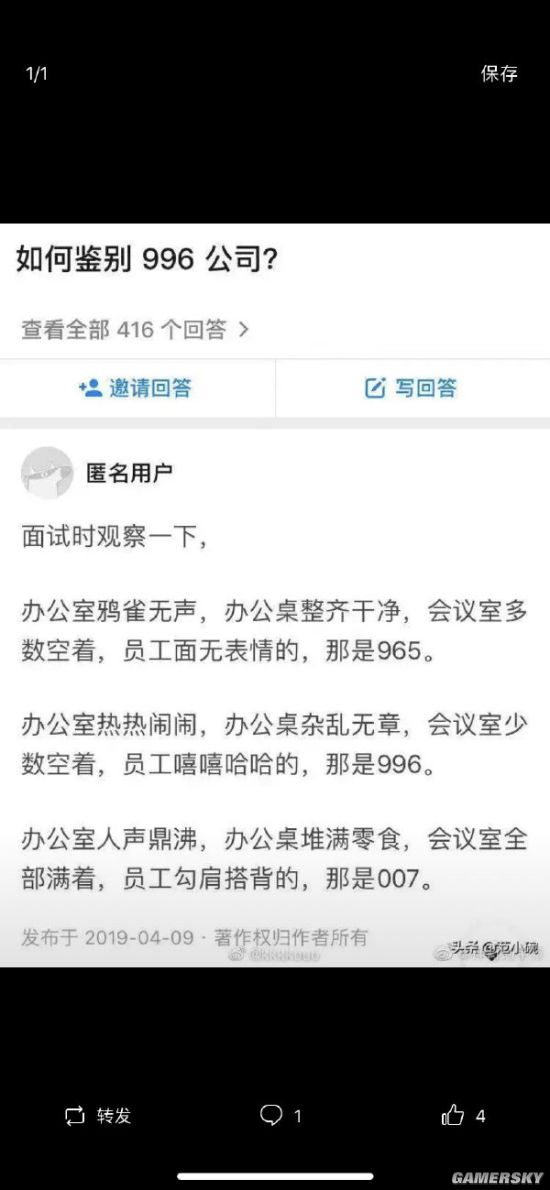 1/1
保存
如何鉴别 996 公司?
查看全部 416 个回答 >
邀请回答
写回答
匿名用户
面试时观察一下，
办公室鸦雀无声，办公桌整齐干净，会议室多
数空着，员工面无表情的，那是965。
办公室热热闹闹，办公桌杂乱无章，会议室少
数空着，员工嘻嘻哈哈的，那是996。
办公室人声鼎沸，办公桌堆满零食，会议室全
部满着，员工勾肩搭背的，那是007。
发布于 2019-04-09 · 著作权归作者所有
头杀 @范小碗
转发
1
4
GAMERSKY